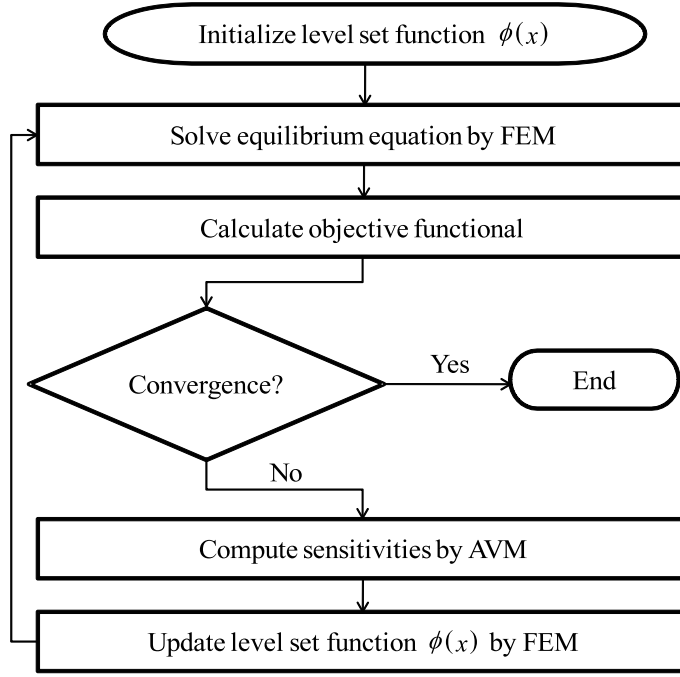 Initialize level set function ϕ(x)
Solve equilibrium equation by FEM
Calculate objective functional
Convergence?
Yes
End
No
Compute sensitivities by AVM
Update level set function ϕ(x) by FEM